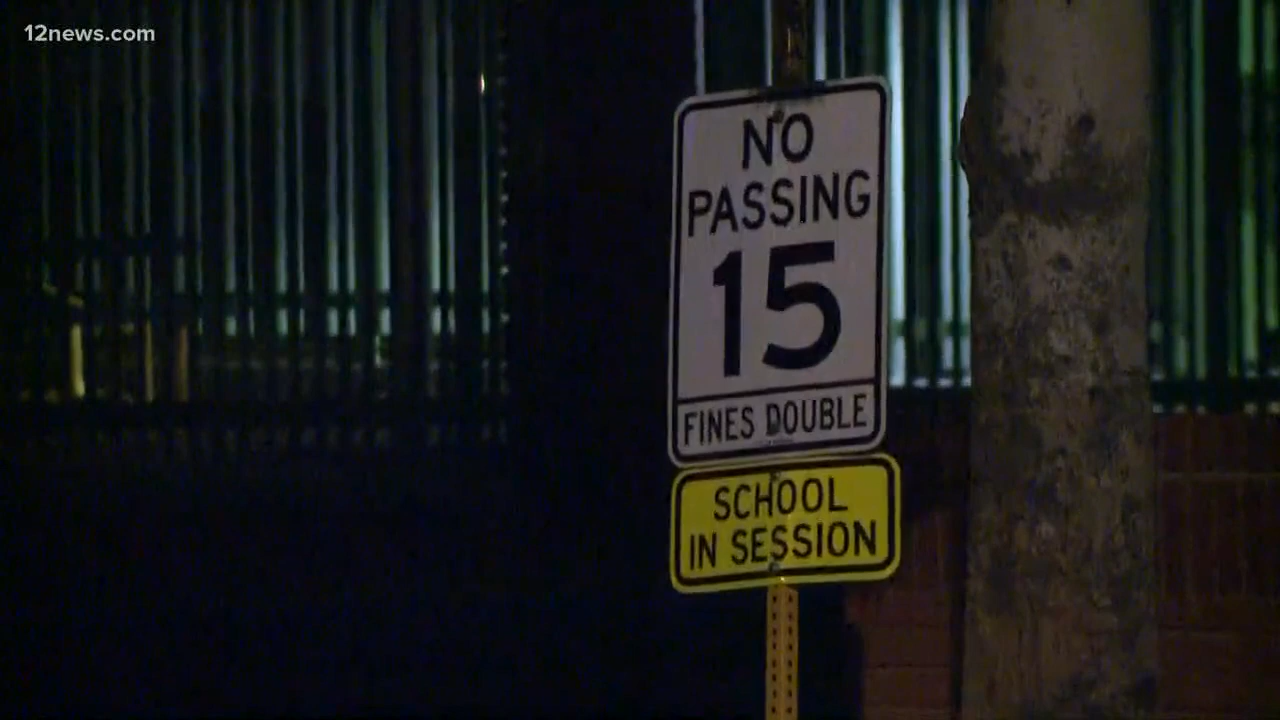 12news.com
NO
PASSING
15
FINES DOUBLE
SCHOOL
IN SESSION